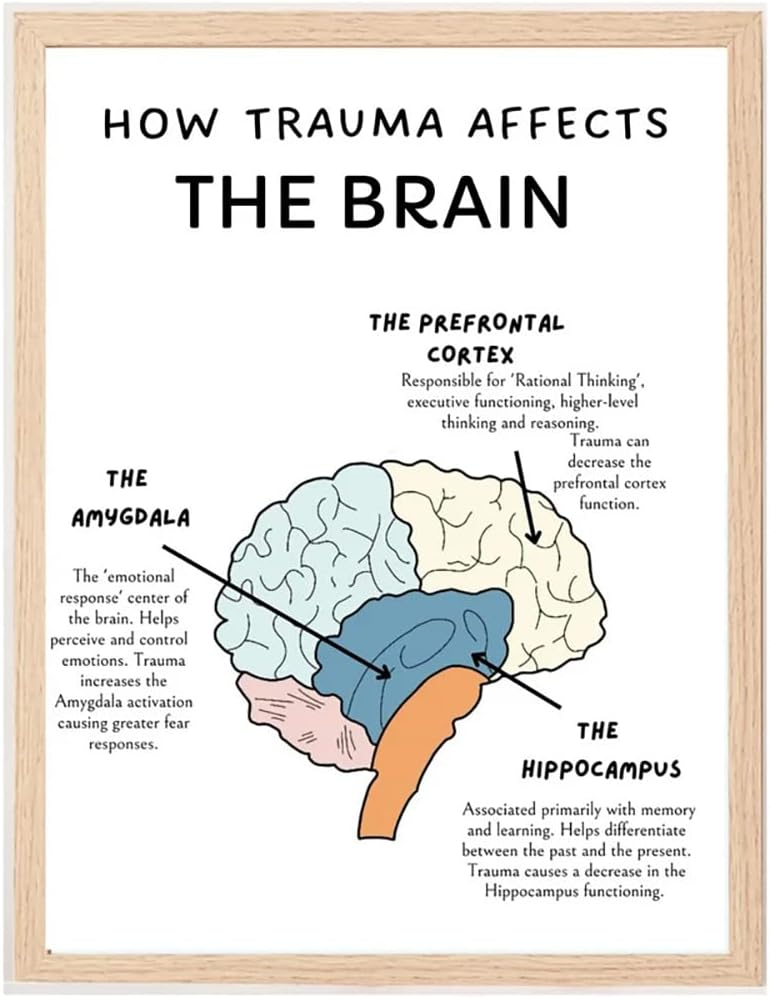 HOW TRAUMA AFFECTS
THE BRAIN
THE PREFRONTAL
CORTEX
Responsible for 'Rational Thinking',
executive functioning, higher-level
thinking and reasoning.
Trauma can
decrease the
prefrontal cortex
function.
THE
AMYGDALA
The 'emotional
response' center of
the brain. Helps
perceive and control
emotions. Trauma
increases the
Amygdala activation
causing greater fear
responses.
THE
HIPPOCAMPUS
Associated primarily with memory
and learning. Helps differentiate
between the past and the present.
Trauma causes a decrease in the
Hippocampus functioning.